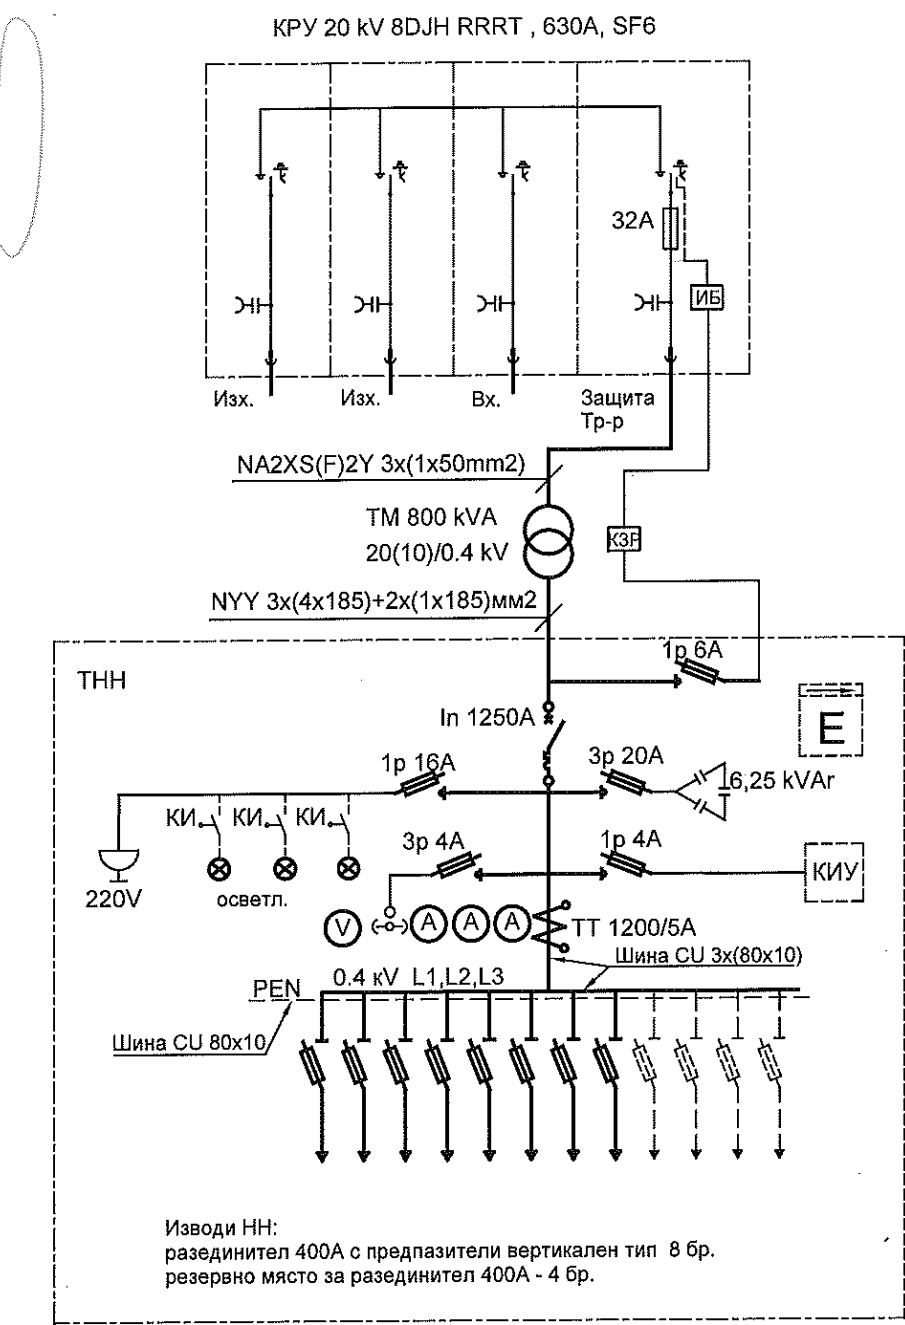 КРУ 20 kV 8DJH RRRT , 630A, SF6
32A
ИБ
Изх.
Изх.
Вх.
Защита
Тр-р
NA2XS(F)2Y 3x(1x50mm2)
ТМ 800 kVA
20(10)/0.4 kV
КЗР
NYY 3x(4x185)+2x(1x185)мм2
1p 6A
ТНН
E
In 1250A
1p 16A
3p 20A
6,25 kVAr
КИ
КИ
КИ
3p 4A
1p 4A
КИУ
220V
осветл.
V
A
A
A
ТТ 1200/5A
Шина CU 3x(80x10)
PEN
0.4 кV L1,L2,L3
Шина CU 80x10
Изводи НН:
разединител 400A с предпазители вертикален тип 8 бр.
резервно място за разединител 400A - 4 бр.